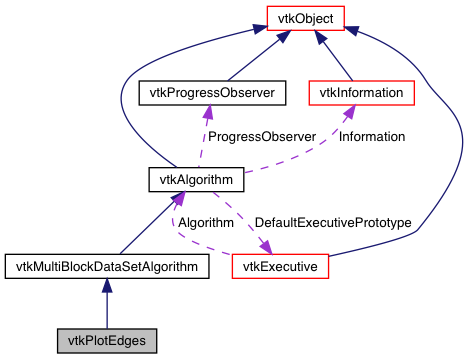 vtkObject
vtkProgressObserver
vtkInformation
ProgressObserver
Information
vtkAlgorithm
Algorithm
DefaultExecutivePrototype
vtkMultiBlockDataSetAlgorithm
vtkExecutive
vtkPlotEdges